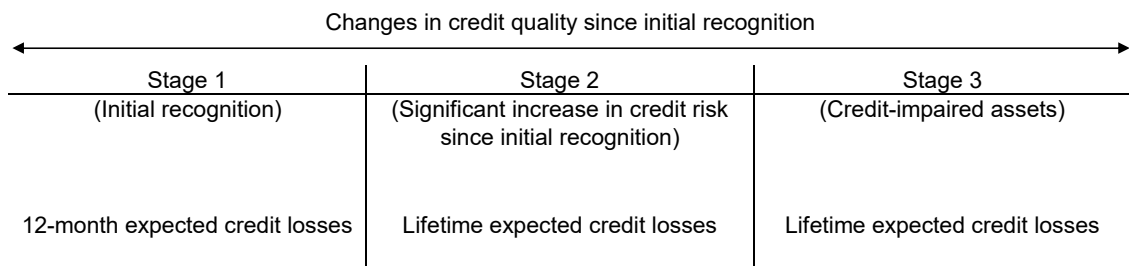 Changes in credit quality since initial recognition
Stage 1
Stage 2
Stage 3
(Initial recognition)
(Significant increase in credit risk
since initial recognition)
(Credit-impaired assets)
12-month expected credit losses
Lifetime expected credit losses
Lifetime expected credit losses